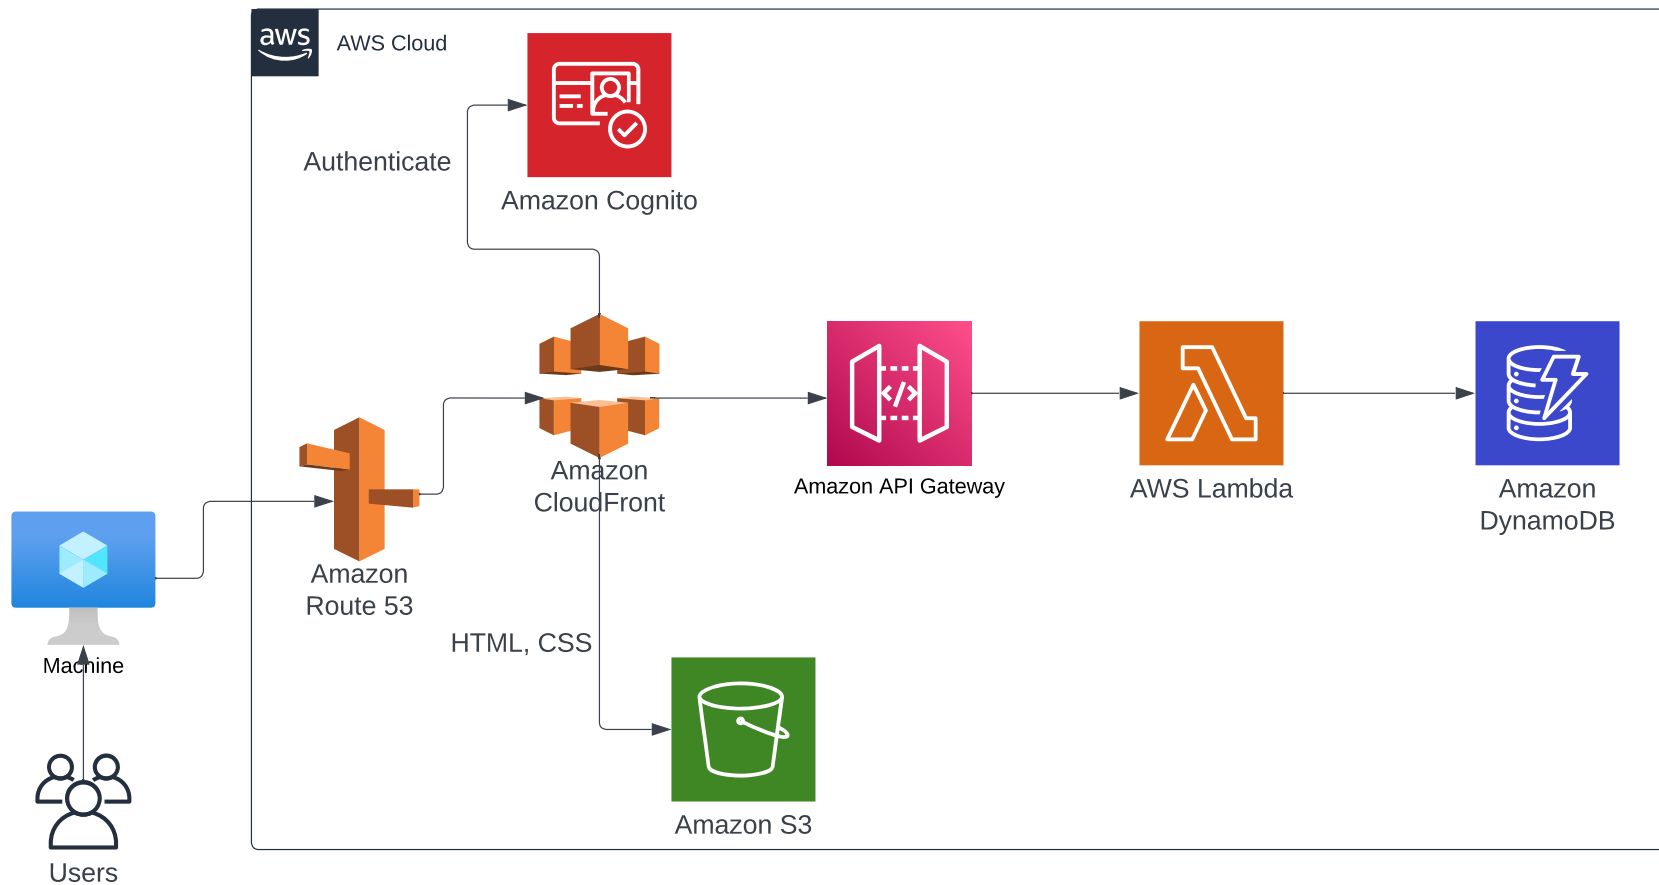 aws
AWS Cloud
Authenticate
Amazon Cognito
Amazon
CloudFront
Amazon API Gateway
AWS Lambda
Amazon
DynamoDB
Amazon
Route 53
HTML, CSS
Machine
Amazon S3
Users